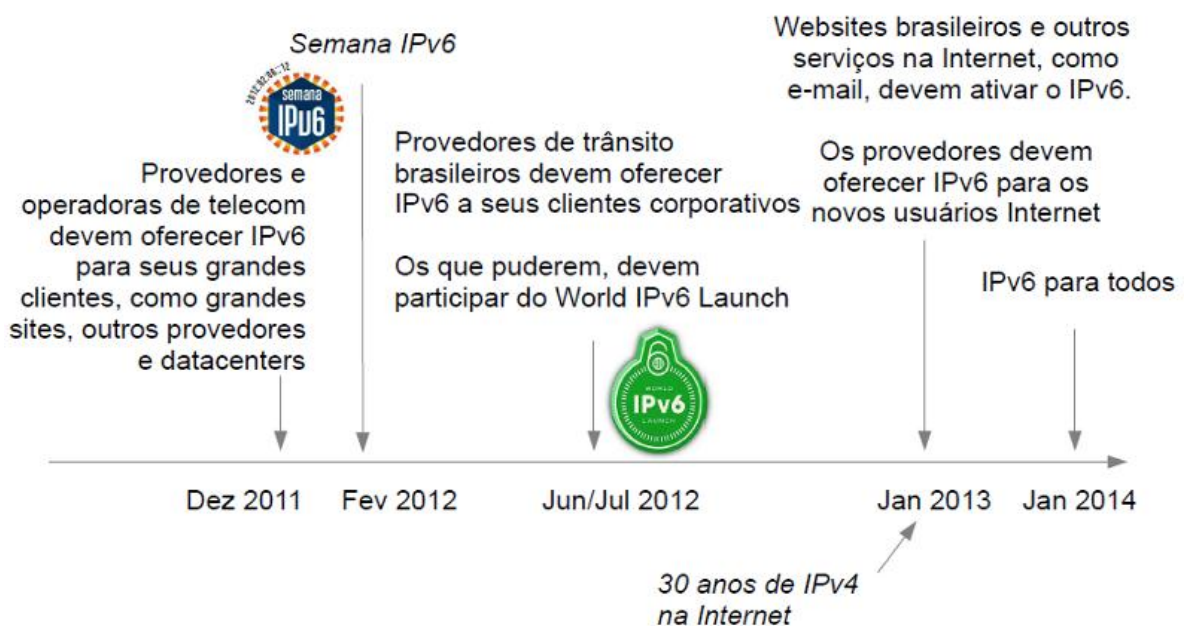 Semana IPv6
2012:02:06::12
semana
IPv6
Provedores e
operadoras de telecom
devem oferecer IPv6
para seus grandes
clientes, como grandes
sites, outros provedores
e datacenters
Provedores de trânsito
brasileiros devem oferecer
IPv6 a seus clientes corporativos
Os que puderem, devem
participar do World IPv6 Launch
WORLD
IPv6
LAUNCH
Websites brasileiros e outros
serviços na Internet, como
e-mail, devem ativar o IPv6.
Os provedores devem
oferecer IPv6 para os
novos usuários Internet
IPv6 para todos
Dez 2011
Fev 2012
Jun/Jul 2012
Jan 2013
Jan 2014
30 anos de IPv4
na Internet